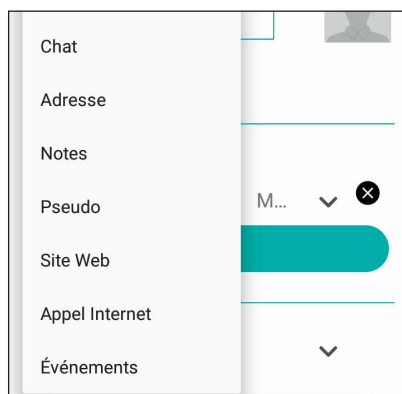 Chat
Adresse
Notes
Pseudo
M...
Site Web
Appel Internet
Événements